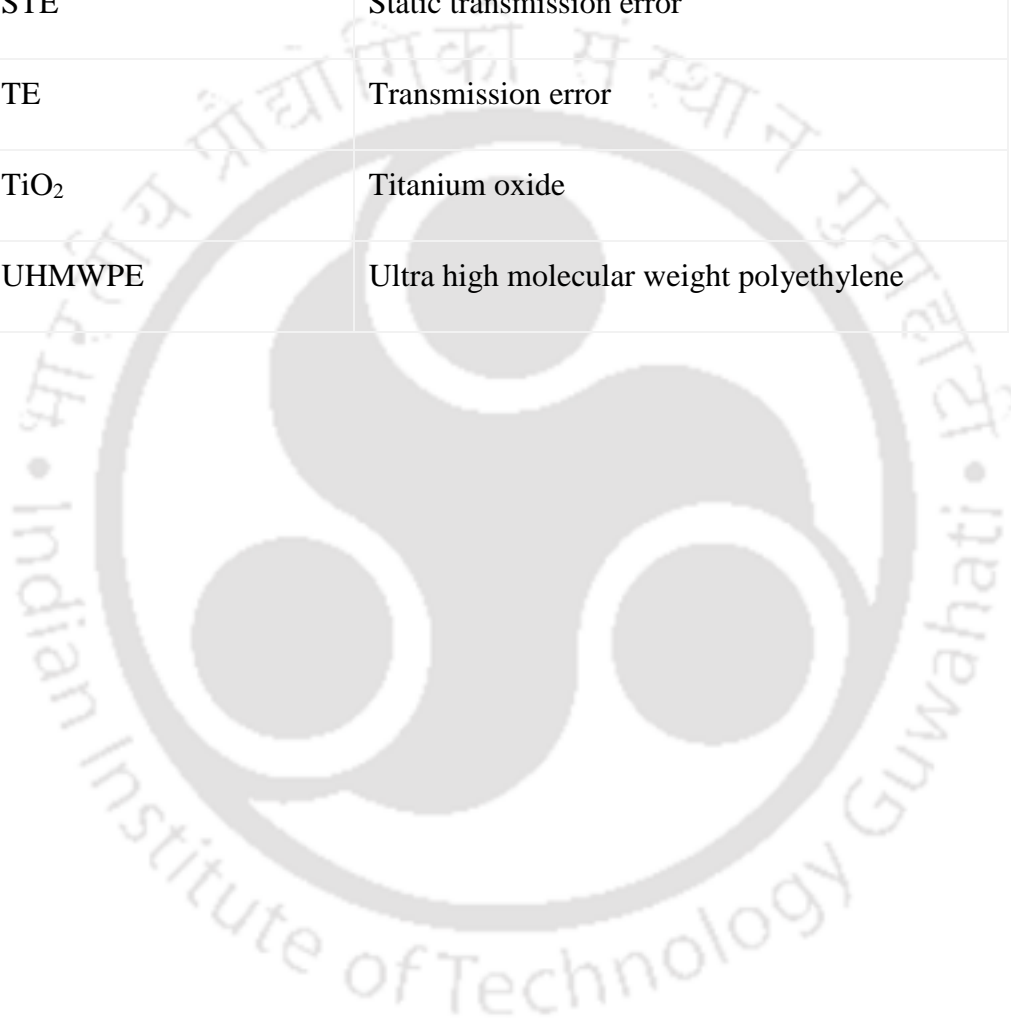 STE Static transmission error
TE Transmission error
TiO₂ Titanium oxide
UHMWPE Ultra high molecular weight polyethylene
भारतीय प्रौद्योगिकी संस्थान गुवाहाटी
• Indian Institute of Technology Guwahati •